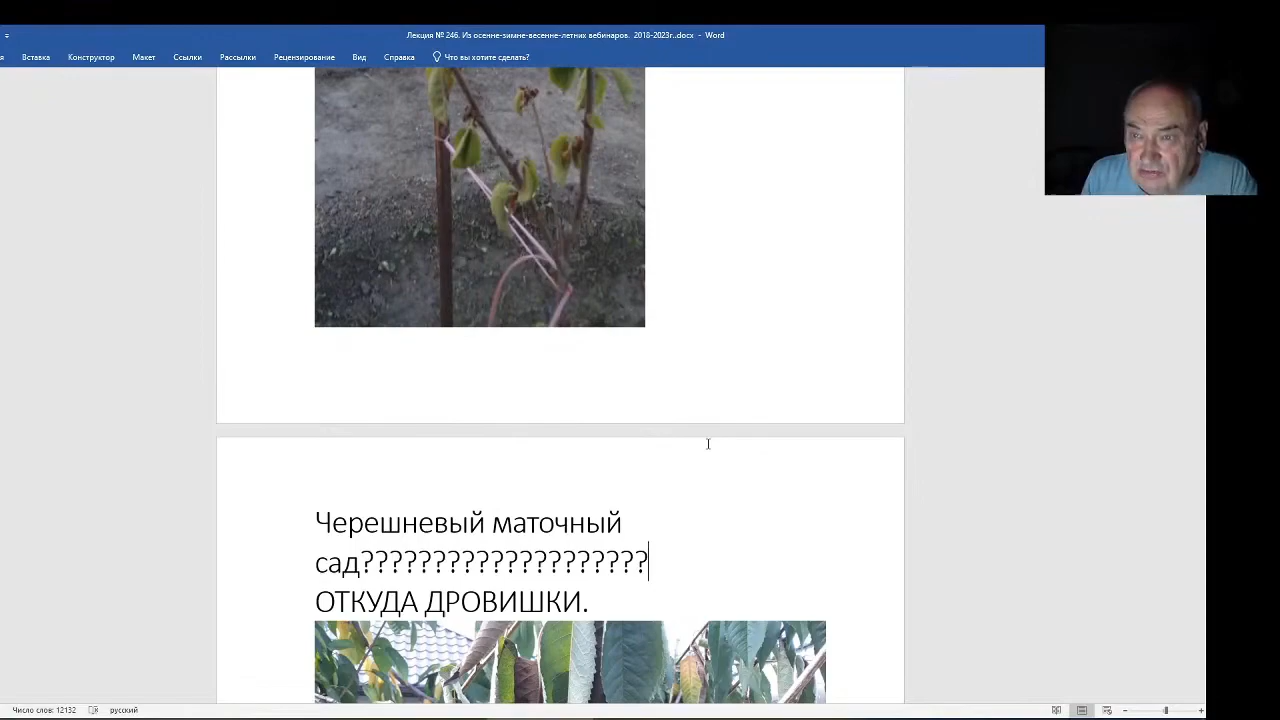 Лекция № 246. Из осенне-зимне-весенне-летних вебинаров. 2018-2023г..docx - Word
я Вставка Конструктор Макет Ссылки Рассылки Рецензирование Вид Справка Что вы хотите сделать?
Черешневый маточный
сад????????????????????
ОТКУДА ДРОВИШКИ.
Число слов: 12132 русский